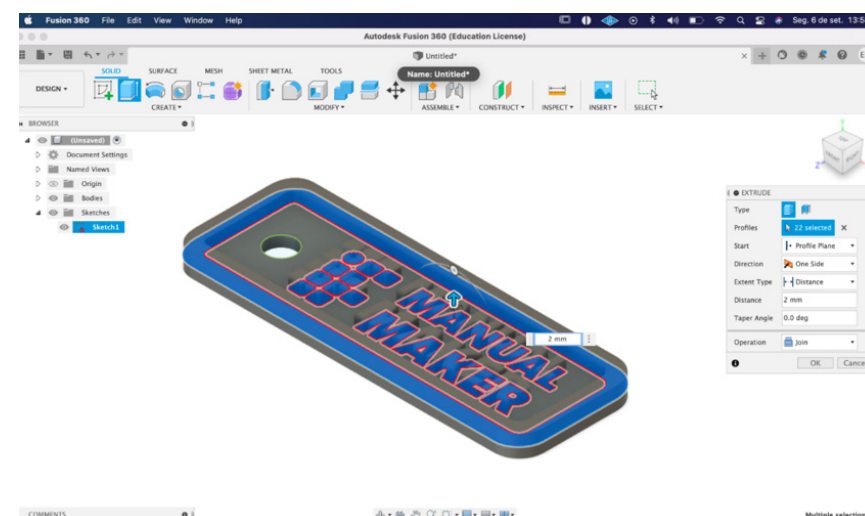 Fusion 360 File Edit View Window Help Seg. 6 de set. 13:5
Autodesk Fusion 360 (Education License)
Untitled*
Name: Untitled*
SOLID SURFACE MESH SHEET METAL TOOLS
DESIGN
CREATE MODIFY ASSEMBLE CONSTRUCT INSPECT INSERT SELECT
BROWSER
(Unsaved)
Document Settings
Named Views
Origin
Bodies
Sketches
Sketch1
MANUAL
MAKER
2 mm
TOP
FRONT RIGHT
Y
Z
EXTRUDE
Type
Profiles 22 selected
Start Profile Plane
Direction One Side
Extent Type Distance
Distance 2 mm
Taper Angle 0.0 deg
Operation Join
OK Cance
COMMENTS
Multiple selection